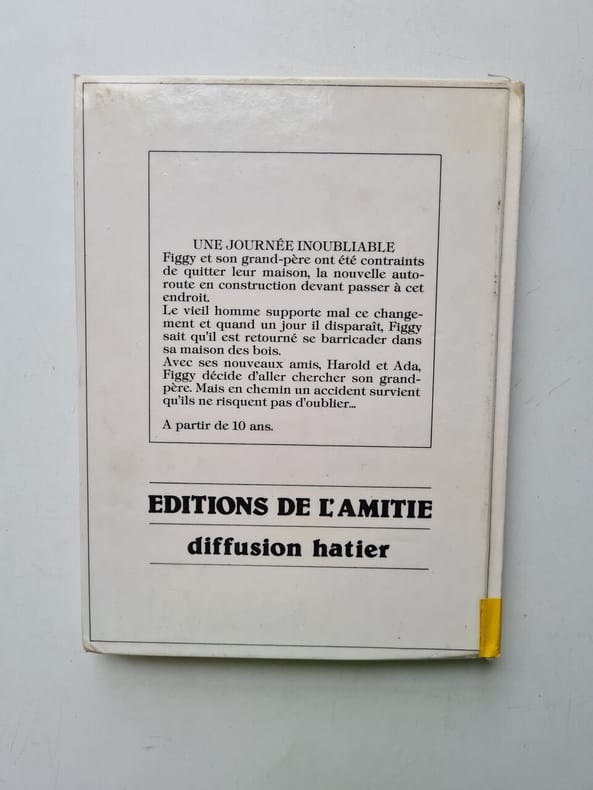 UNE JOURNÉE INOUBLIABLE
Figgy et son grand-père ont été contraints
de quitter leur maison, la nouvelle auto-
route en construction devant passer à cet
endroit.
Le vieil homme supporte mal ce change-
ment et quand un jour il disparaît, Figgy
sait qu'il est retourné se barricader dans
sa maison des bois.
Avec ses nouveaux amis, Harold et Ada,
Figgy décide d'aller chercher son grand-
père. Mais en chemin un accident survient
qu'ils ne risquent pas d'oublier...
A partir de 10 ans.
EDITIONS DE L'AMITIE
diffusion hatier